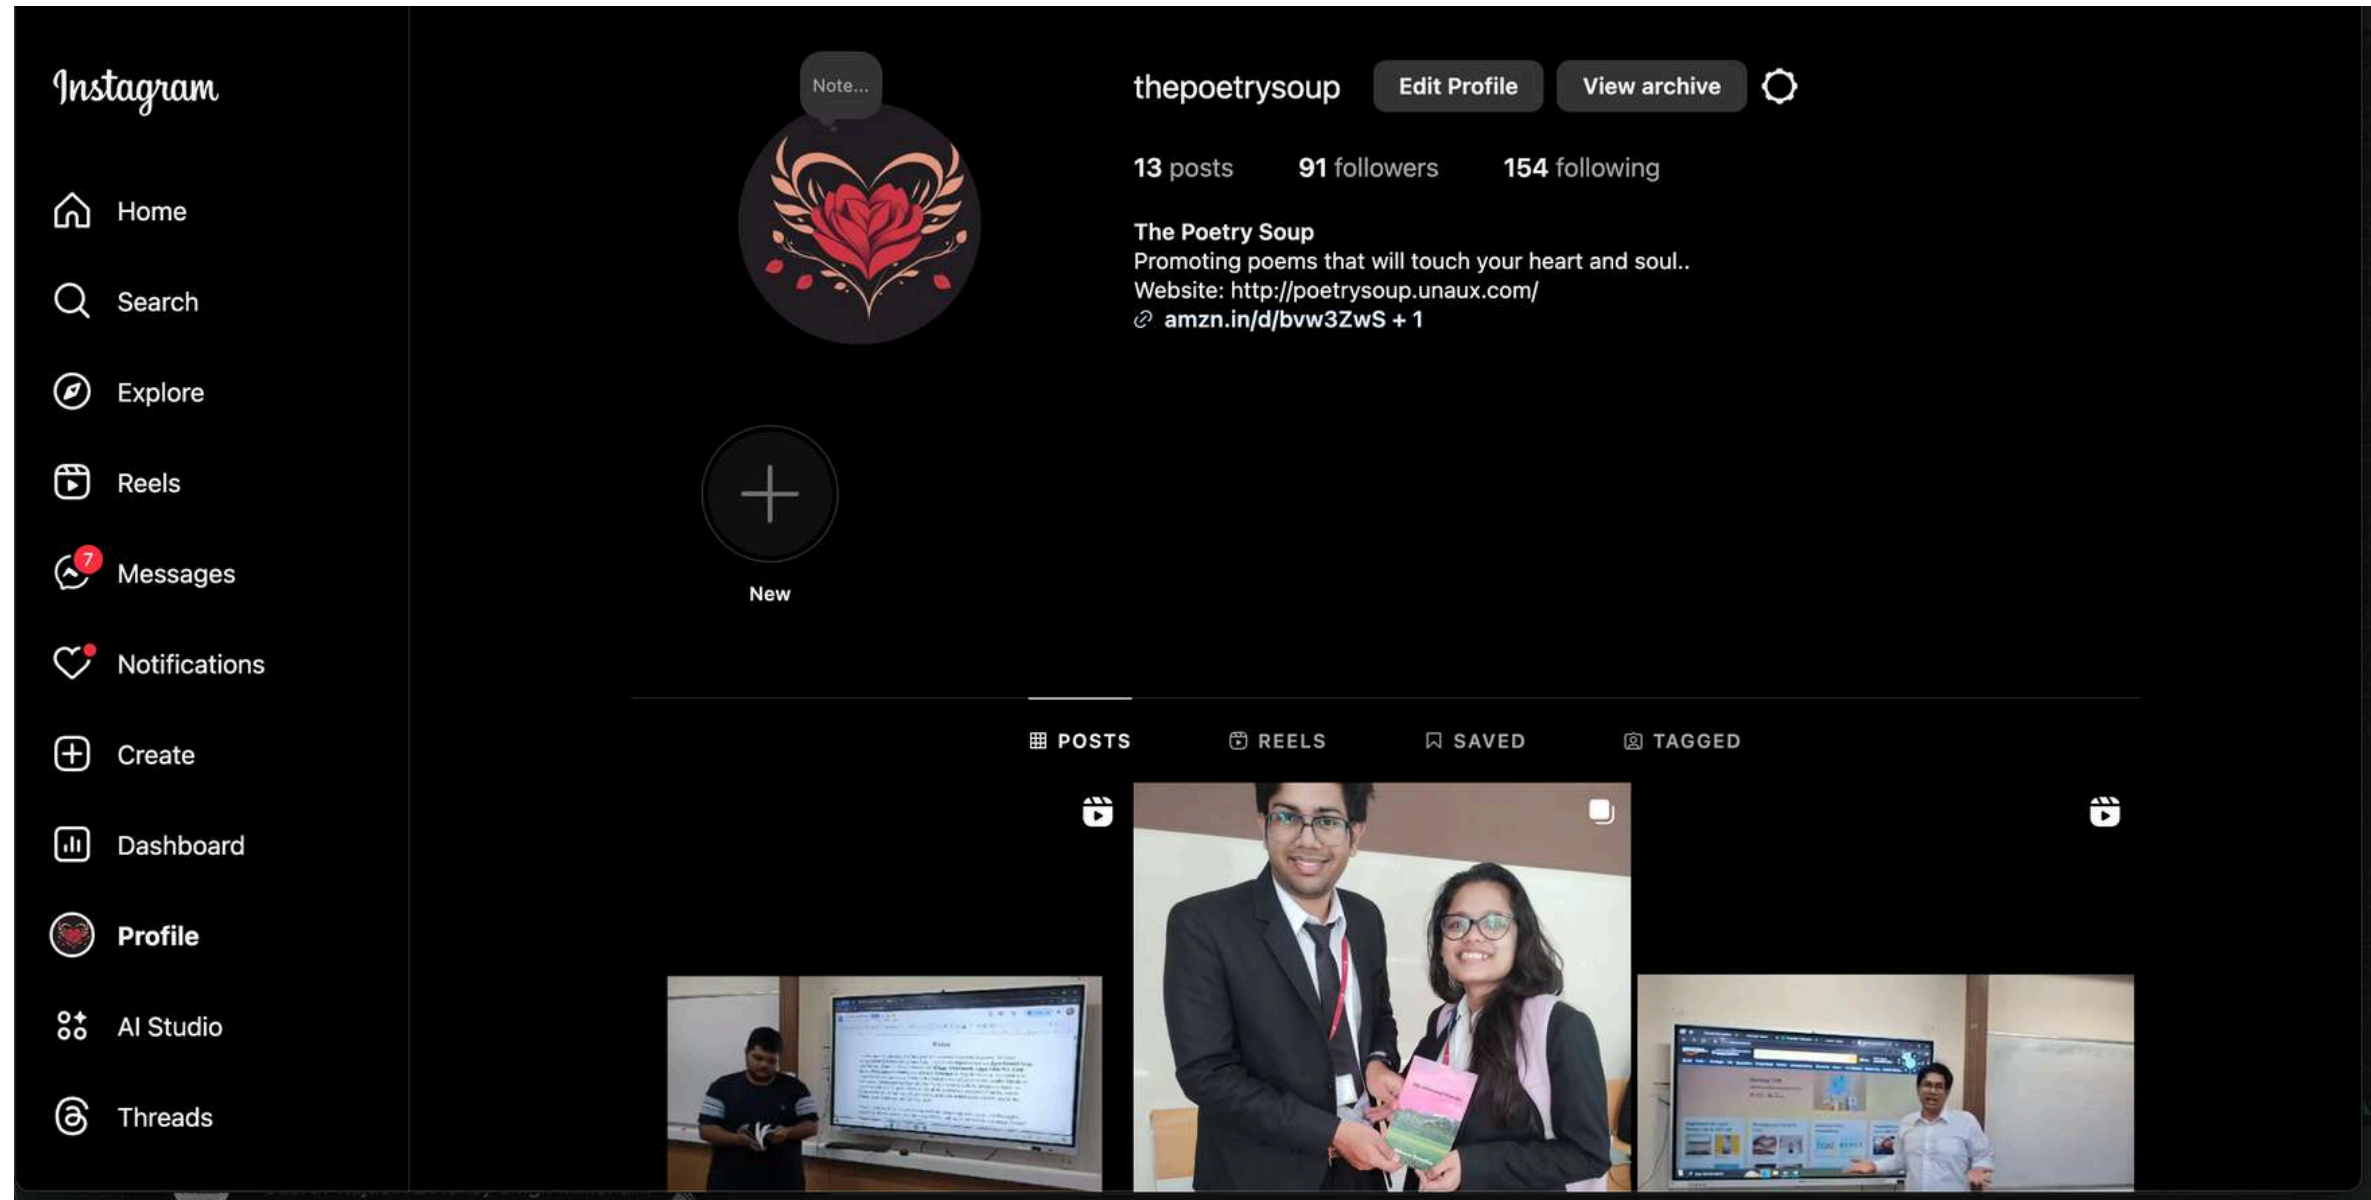 Instagram
Home
Search
Explore
Reels
7
Messages
Notifications
Create
Dashboard
Profile
AI Studio
Threads
Note...
thepoetrysoup
Edit Profile
View archive
13 posts
91 followers
154 following
The Poetry Soup
Promoting poems that will touch your heart and soul..
Website: http://poetrysoup.unaux.com/
amzn.in/d/bvw3ZwS + 1
New
POSTS
REELS
SAVED
TAGGED